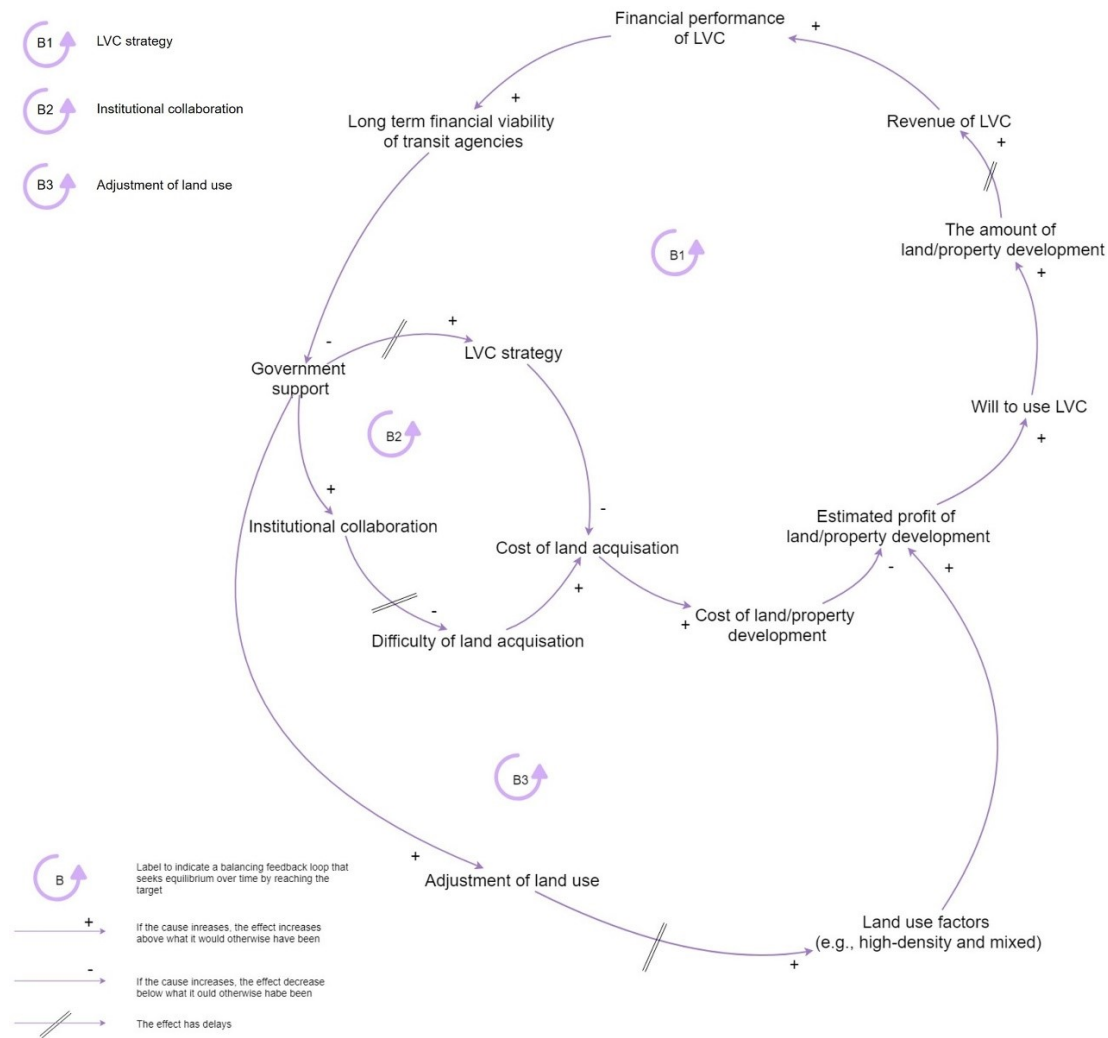 B1
LVC strategy
B2
Institutional collaboration
B3
Adjustment of land use
Financial performance
of LVC
+
+
Long term financial viability
of transit agencies
Revenue of LVC
+
The amount of
land/property development
+
B1
-
+
LVC strategy
Government
support
B2
Will to use LVC
+
+
Institutional collaboration
-
Cost of land acquisation
Estimated profit of
land/property development
-
+
+
-
Difficulty of land acquisation
+
Cost of land/property
development
B3
+
Adjustment of land use
Land use factors
(e.g., high-density and mixed)
+
B
Label to indicate a balancing feedback loop that
seeks equilibrium over time by reaching the
target
+
If the cause inreases, the effect increases
above what it would otherwise have been
-
If the cause increases, the effect decrease
below what it ould otherwise habe been
The effect has delays